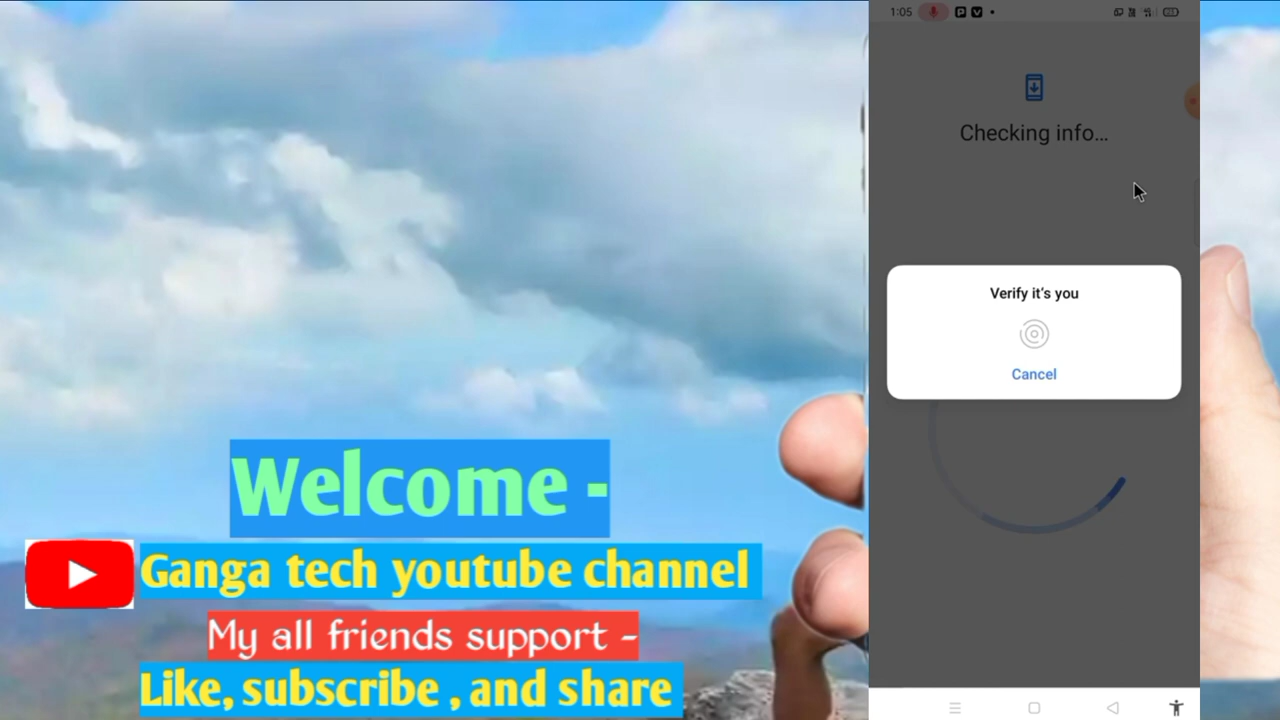 1:05
Checking info...
Verify it's you
Cancel
Welcome -
Ganga tech youtube channel
My all friends support -
Like, subscribe , and share